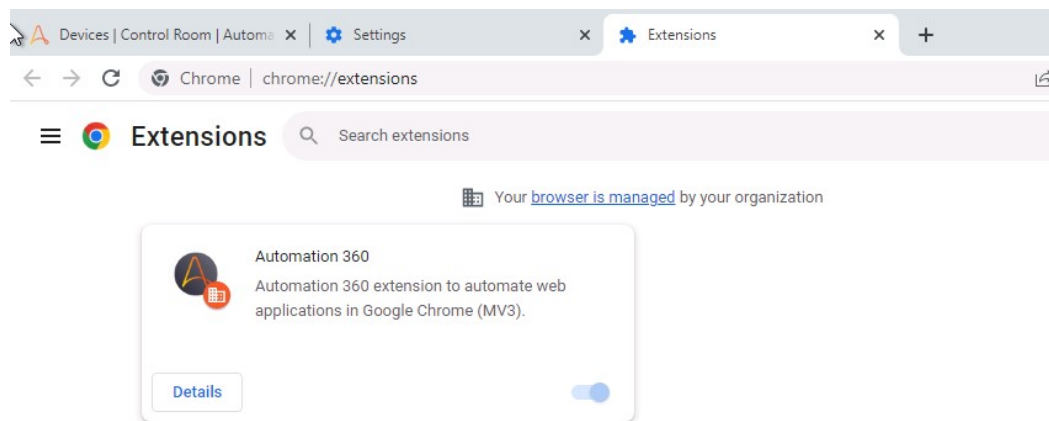 Devices | Control Room | Automa
Settings
Extensions
Chrome | chrome://extensions
Extensions
Search extensions
Your browser is managed by your organization
Automation 360
Automation 360 extension to automate web
applications in Google Chrome (MV3).
Details